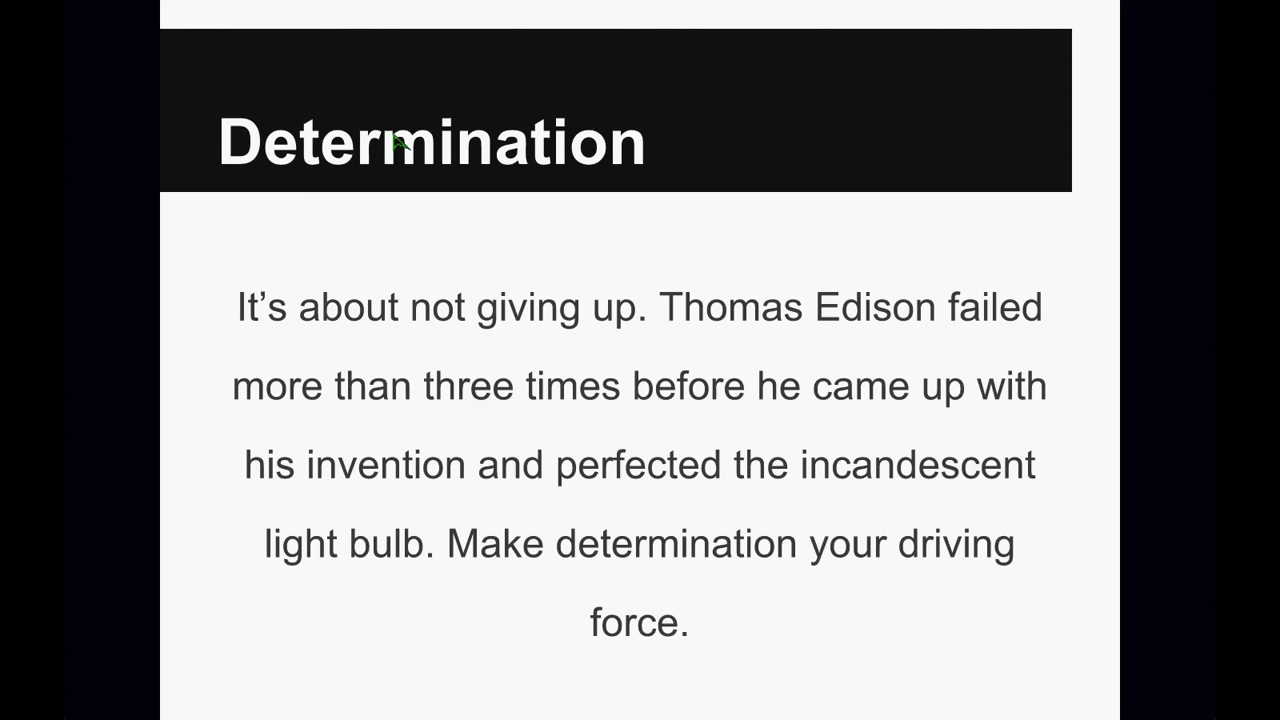 Determination
It’s about not giving up. Thomas Edison failed
more than three times before he came up with
his invention and perfected the incandescent
light bulb. Make determination your driving
force.